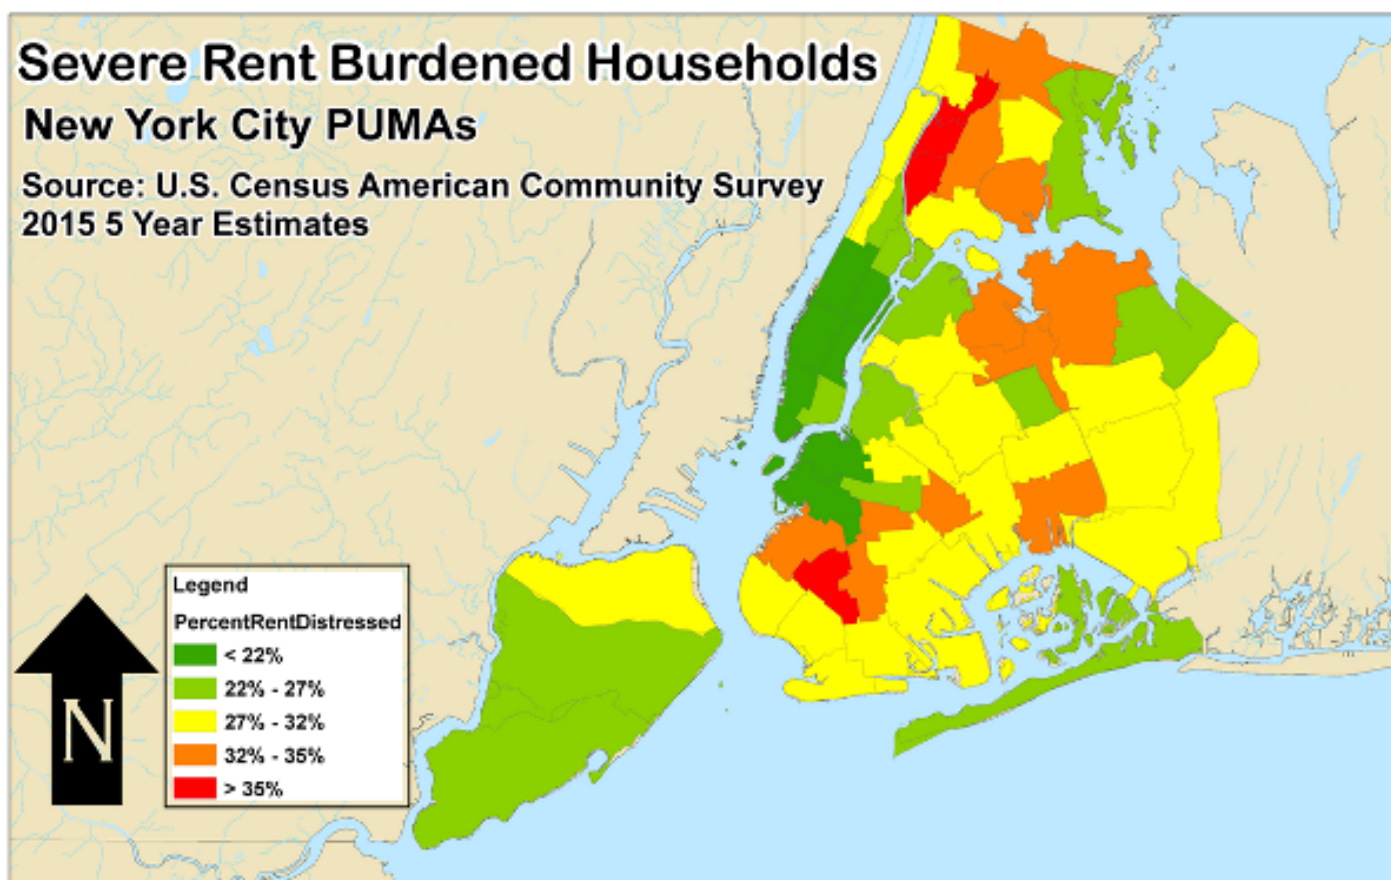 Severe Rent Burdened Households
New York City PUMAs
Source: U.S. Census American Community Survey
2015 5 Year Estimates
Legend
PercentRentDistressed
< 22%
22% - 27%
27% - 32%
32% - 35%
> 35%
N